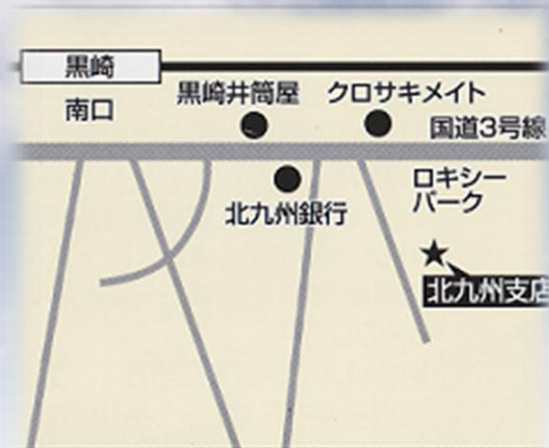 黒崎
南口
黒崎井筒屋
クロサキメイト
国道3号線
北九州銀行
ロキシー
パーク
北九州支店